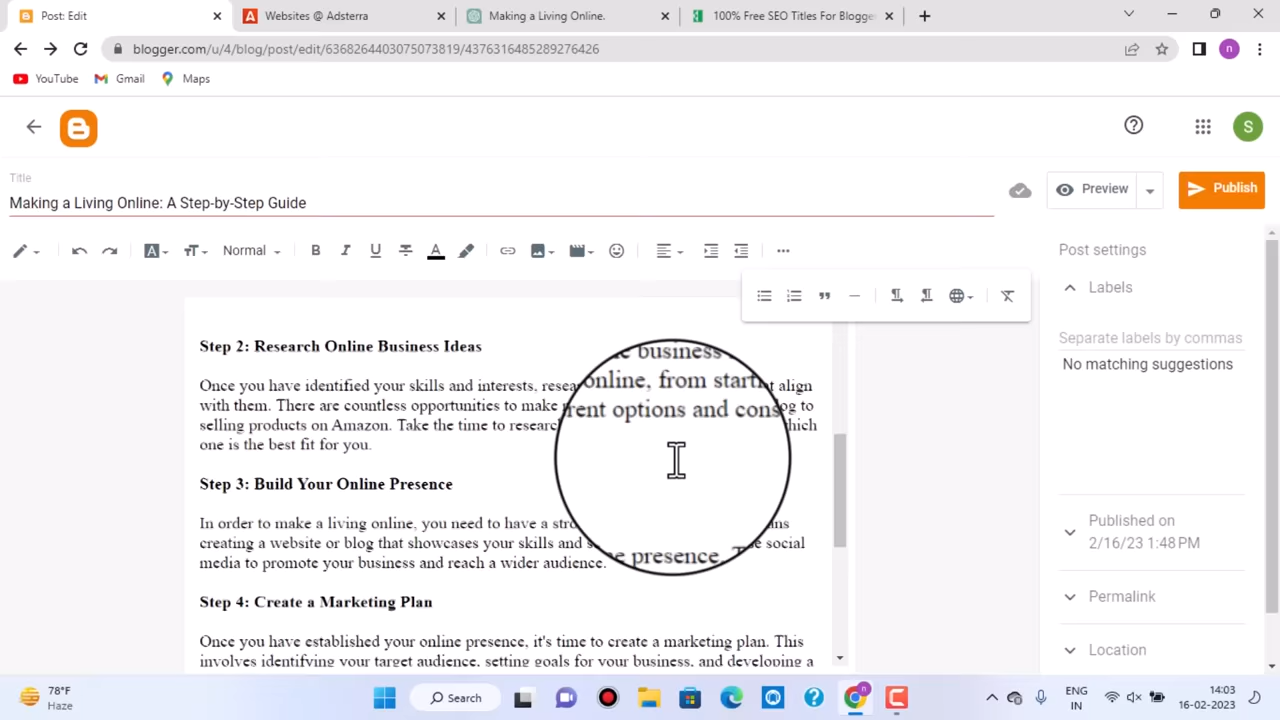 Post: Edit
Websites @ Adsterra
Making a Living Online.
100% Free SEO Titles For Blogge
blogger.com/u/4/blog/post/edit/6368264403075073819/4376316485289276426
n
YouTube
Gmail
Maps
S
Title
Making a Living Online: A Step-by-Step Guide
Preview
Publish
Normal
Post settings
Labels
Separate labels by commas
No matching suggestions
Step 2: Research Online Business Ideas
Once you have identified your skills and interests, align
with them. There are countless opportunities to make to
selling products on Amazon. Take the time to
one is the best fit for you.
business
online, from
options and
Step 3: Build Your Online Presence
In order to make a living online, you need to have a
creating a website or blog that showcases your skills and social
media to promote your business and reach a wider audience.
presence.
Step 4: Create a Marketing Plan
Once you have established your online presence, it's time to create a marketing plan. This
involves identifying your target audience, setting goals for your business, and developing a
Published on
2/16/23 1:48 PM
Permalink
Location
78°F
Haze
Search
n
ENG
IN
14:03
16-02-2023